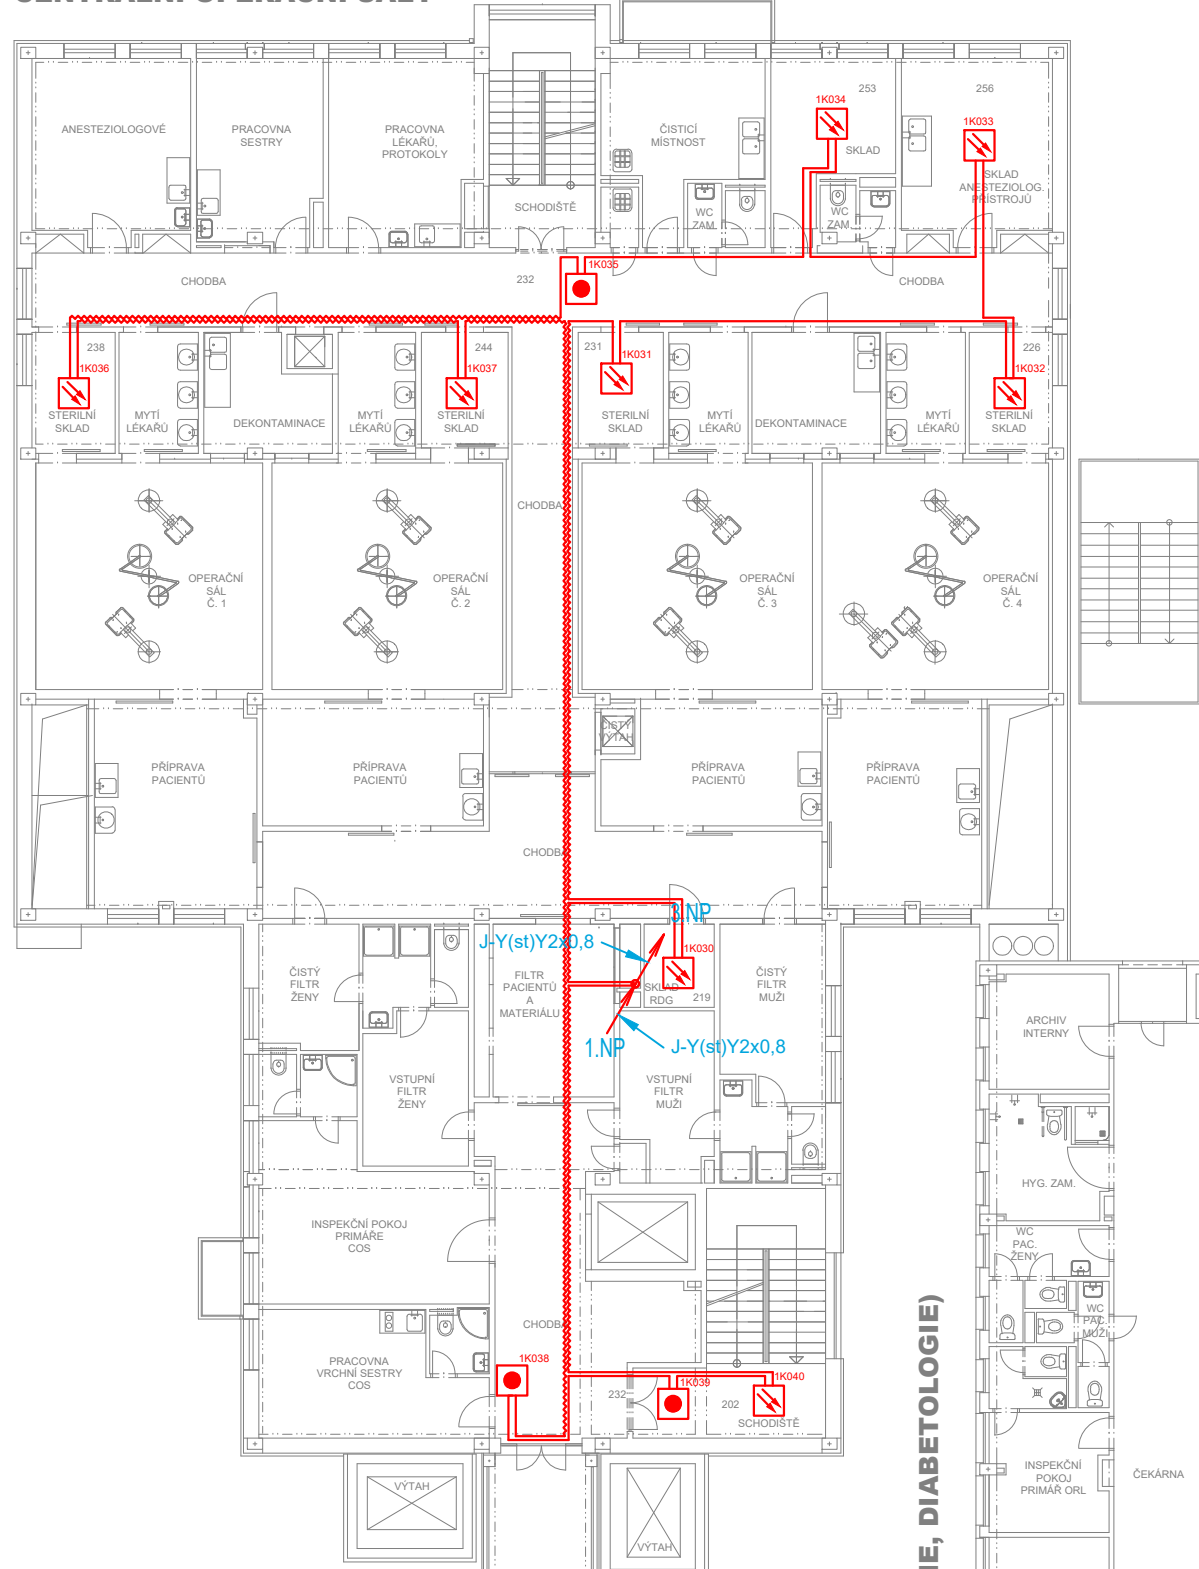 CENTRÁLNÍ OPERAČNÍ SÁLY
253
256
1K034
1K033
ANESTEZIOLOGOVÉ
PRACOVNA
SESTRY
PRACOVNA
LÉKAŘŮ,
PROTOKOLY
ČISTICÍ
MÍSTNOST
SKLAD
SKLAD
ANESTEZIOLOG.
PŘÍSTROJŮ
SCHODIŠTĚ
WC
ZAM.
WC
ZAM.
CHODBA
232
1K035
CHODBA
238
244
231
226
1K036
1K037
1K031
1K032
STERILNÍ
SKLAD
MYTÍ
LÉKAŘŮ
DEKONTAMINACE
MYTÍ
LÉKAŘŮ
STERILNÍ
SKLAD
STERILNÍ
SKLAD
MYTÍ
LÉKAŘŮ
DEKONTAMINACE
MYTÍ
LÉKAŘŮ
STERILNÍ
SKLAD
CHODBA
OPERAČNÍ
SÁL
Č. 1
OPERAČNÍ
SÁL
Č. 2
OPERAČNÍ
SÁL
Č. 3
OPERAČNÍ
SÁL
Č. 4
ČISTÝ
VÝTAH
PŘÍPRAVA
PACIENTŮ
PŘÍPRAVA
PACIENTŮ
PŘÍPRAVA
PACIENTŮ
PŘÍPRAVA
PACIENTŮ
CHODBA
3.NP
J-Y(st)Y2x0,8
1K030
ČISTÝ
FILTR
ŽENY
FILTR
PACIENTŮ
A
MATERIÁLU
SKLAD
RDG
219
ČISTÝ
FILTR
MUŽI
1.NP
J-Y(st)Y2x0,8
ARCHIV
INTERNY
VSTUPNÍ
FILTR
ŽENY
VSTUPNÍ
FILTR
MUŽI
HYG. ZAM.
INSPEKČNÍ POKOJ
PRIMÁŘE
COS
WC
PAC.
ŽENY
WC
PAC.
MUŽI
CHODBA
PRACOVNA
VRCHNÍ SESTRY
COS
1K038
1K039
1K040
232
202
SCHODIŠTĚ
INSPEKČNÍ
POKOJ
PRIMÁŘ ORL
ČEKÁRNA
VÝTAH
VÝTAH
NE, DIABETOLOGIE)